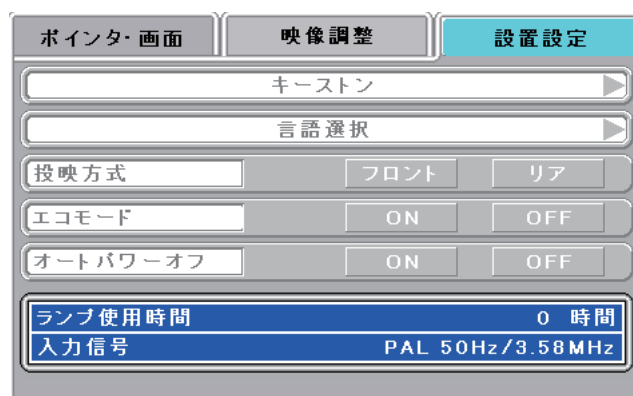 ポインタ・画面 映像調整 設置設定
キーストン
言語選択
投映方式 フロント リア
エコモード ON OFF
オートパワーオフ ON OFF
ランプ使用時間 0 時間
入力信号 PAL 50Hz/3.58MHz